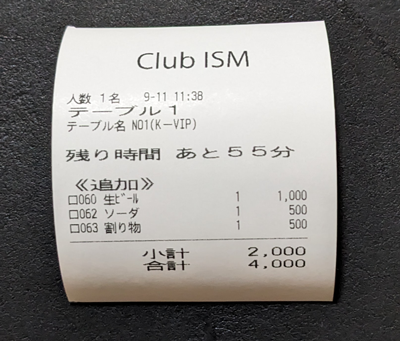 Club ISM
人数 1名 9-11 11:38
テーブル1
テーブル名 NO1(K-VIP)
残り時間 あと55分
≪追加≫
□060 生ﾋﾞｰﾙ 1 1,000
□062 ソーダ 1 500
□063 割り物 1 500
小計 2,000
合計 4,000